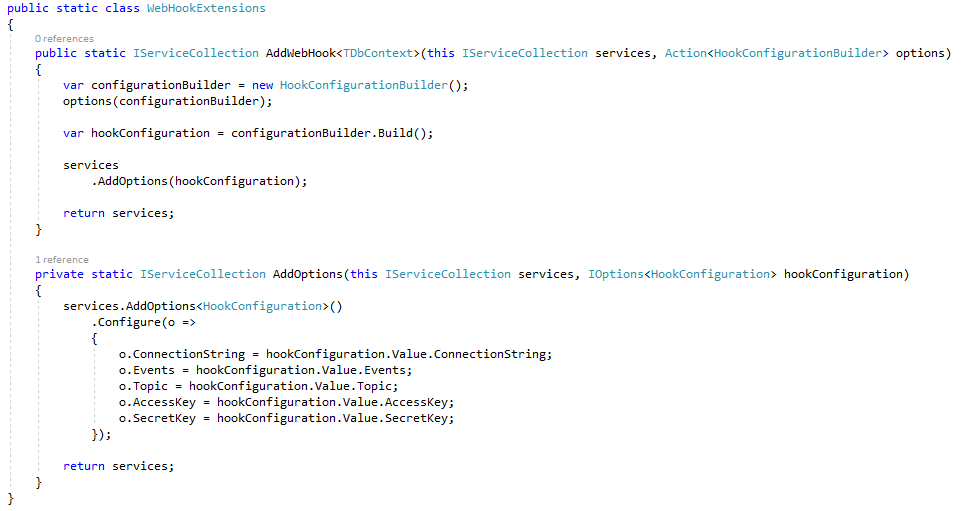 public static class WebHookExtensions
{
0 references
public static IServiceCollection AddWebHook<TDbContext>(this IServiceCollection services, Action<HookConfigurationBuilder> options)
{
var configurationBuilder = new HookConfigurationBuilder();
options(configurationBuilder);
var hookConfiguration = configurationBuilder.Build();
services
.AddOptions(hookConfiguration);
return services;
}
1 reference
private static IServiceCollection AddOptions(this IServiceCollection services, IOptions<HookConfiguration> hookConfiguration)
{
services.AddOptions<HookConfiguration>()
.Configure(o =>
{
o.ConnectionString = hookConfiguration.Value.ConnectionString;
o.Events = hookConfiguration.Value.Events;
o.Topic = hookConfiguration.Value.Topic;
o.AccessKey = hookConfiguration.Value.AccessKey;
o.SecretKey = hookConfiguration.Value.SecretKey;
});
return services;
}
}